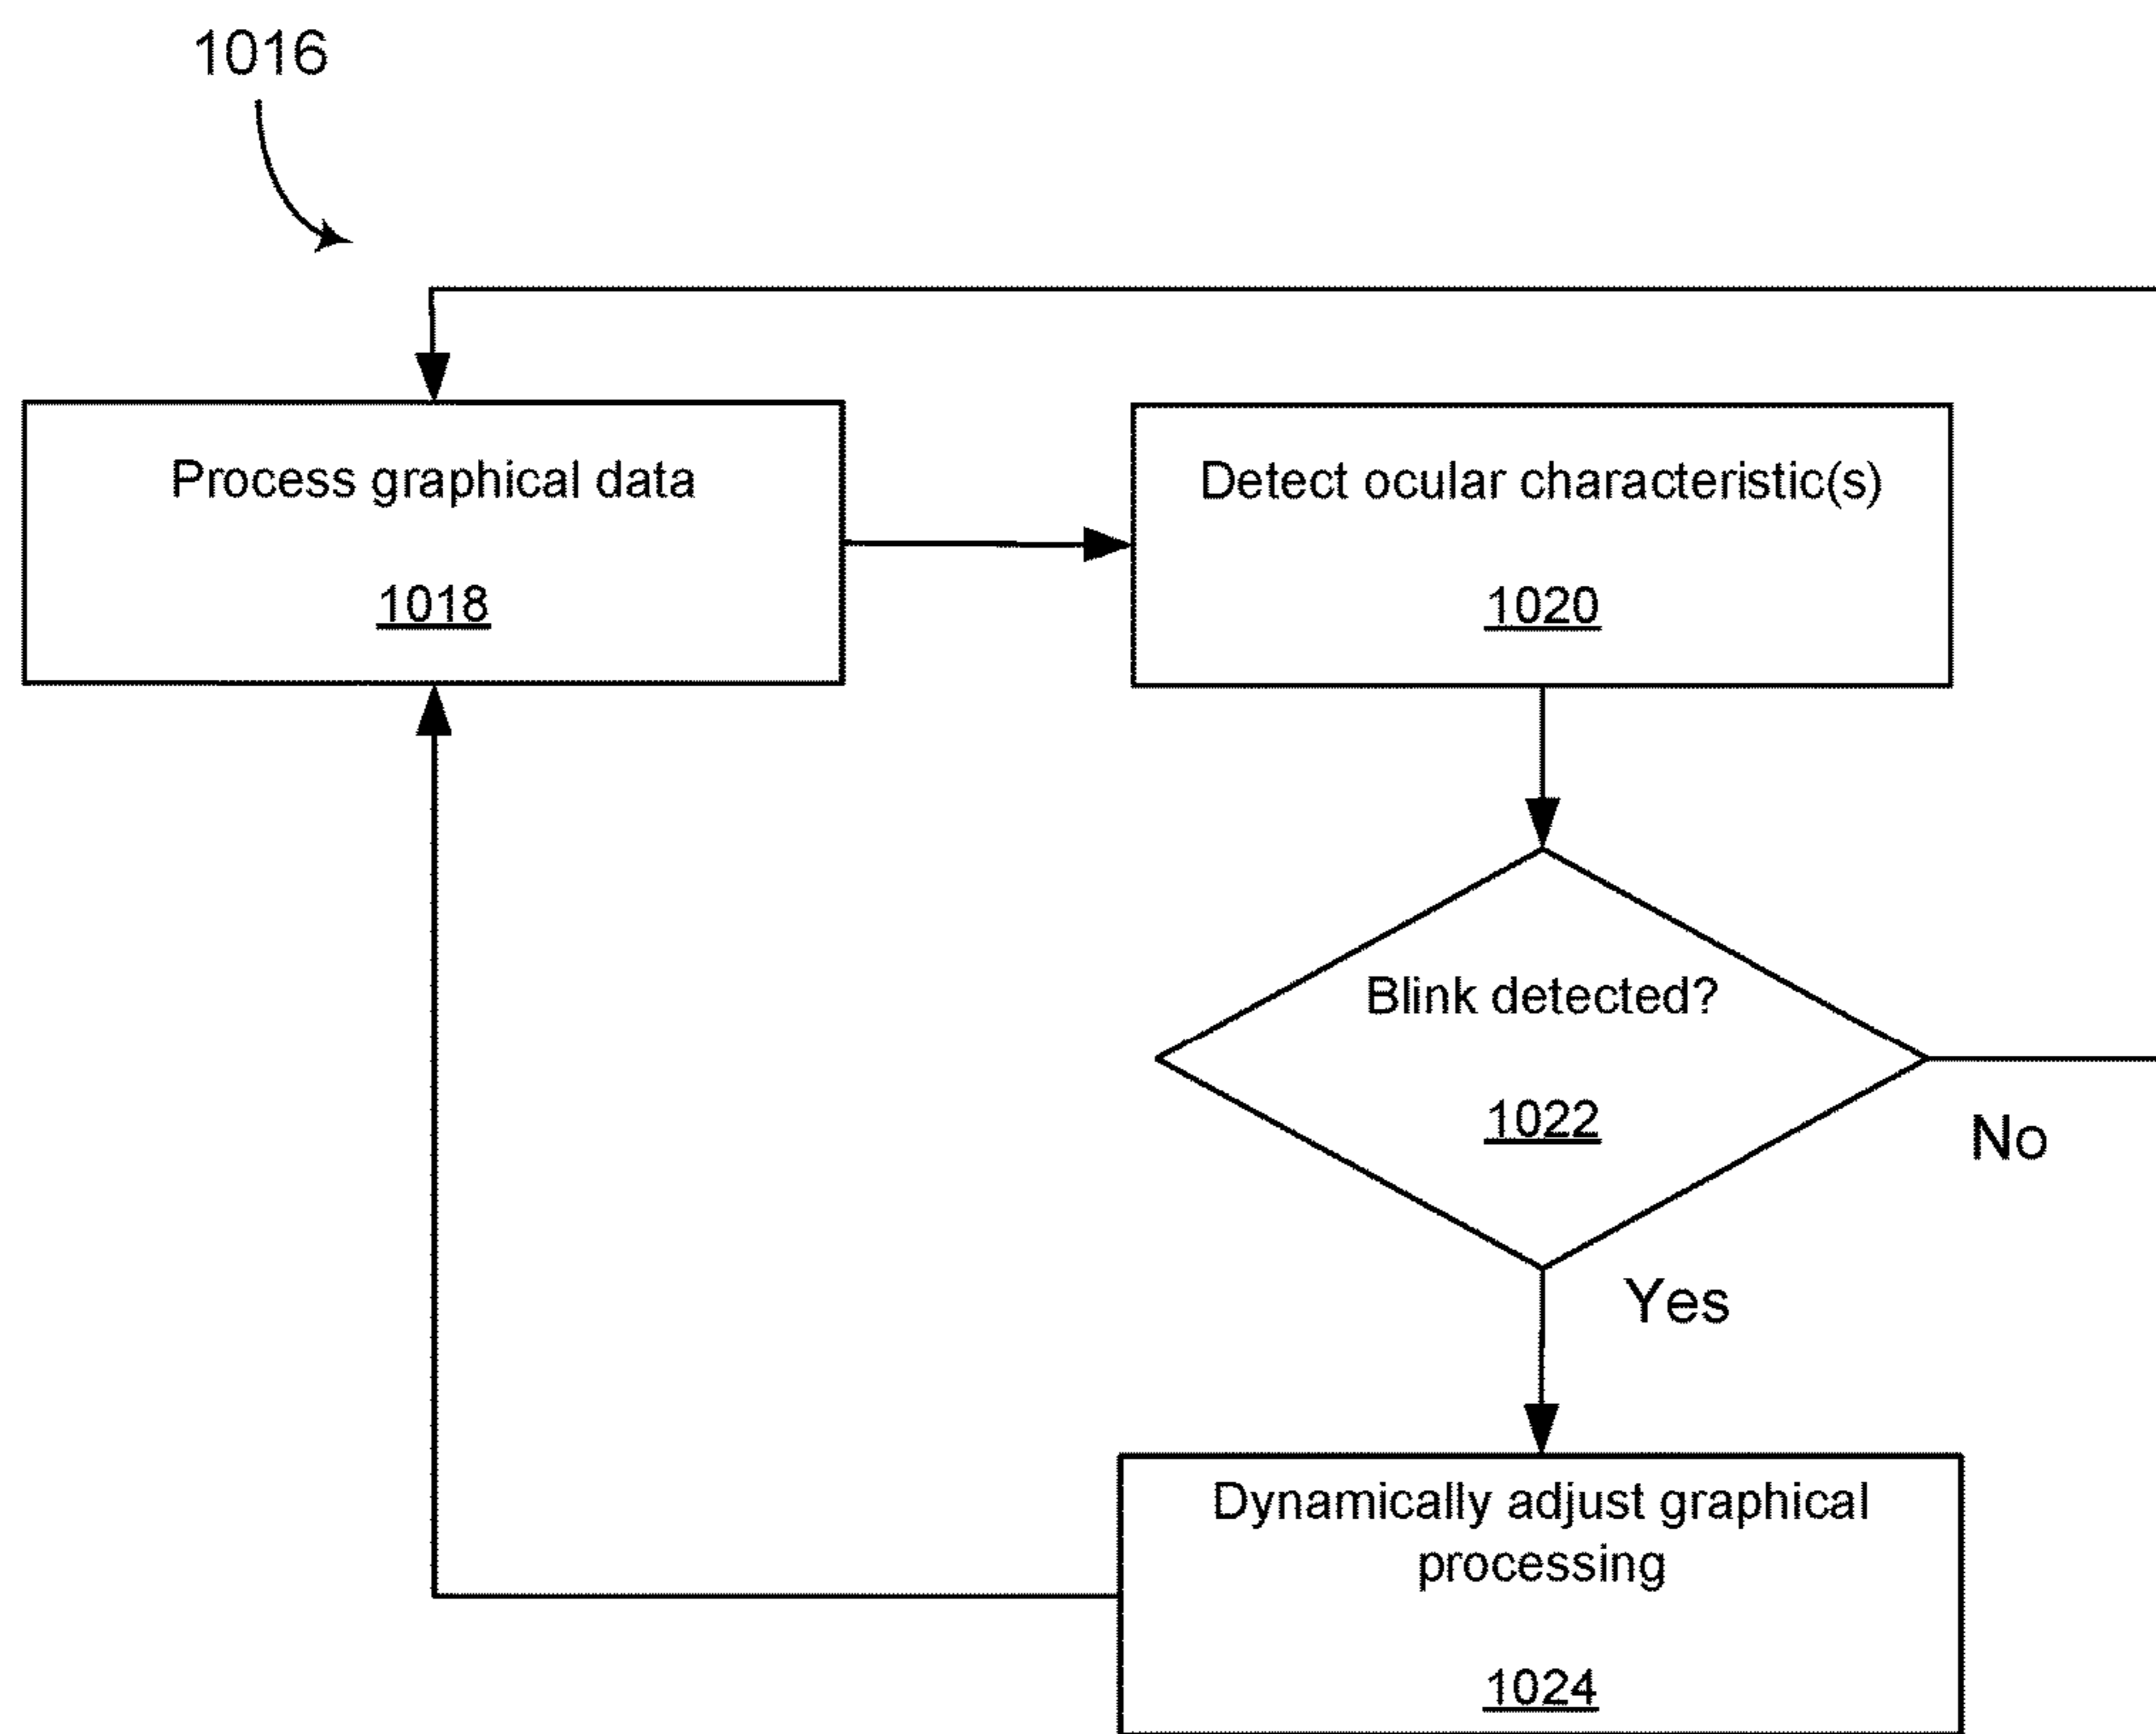 1016
Process graphical data
1018
Detect ocular characteristic(s)
1020
Blink detected?
1022
No
Yes
Dynamically adjust graphical
processing
1024